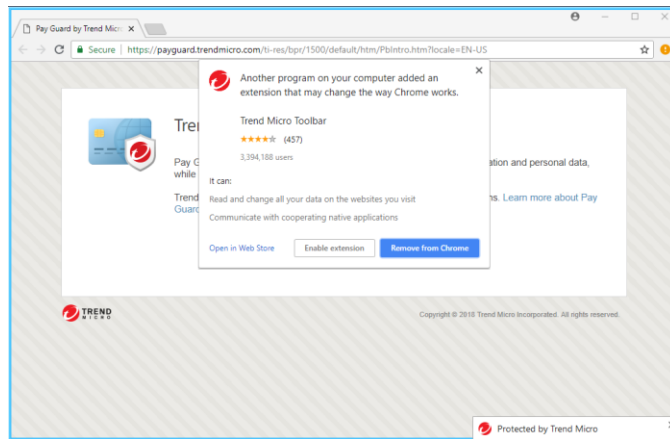 Pay Guard by Trend Micr
Secure | https://payguard.trendmicro.com/ti-res/bpr/1500/default/htm/PbIntro.htm?locale=EN-US
Another program on your computer added an
extension that may change the way Chrome works.
Trend Micro Toolbar
(457)
3,394,188 users
It can:
Read and change all your data on the websites you visit
Communicate with cooperating native applications
Open in Web Store
Enable extension
Remove from Chrome
Pay
and personal data,
while
Trend
Learn more about Pay
TREND
MICRO
Copyright © 2018 Trend Micro Incorporated. All rights reserved.
Protected by Trend Micro